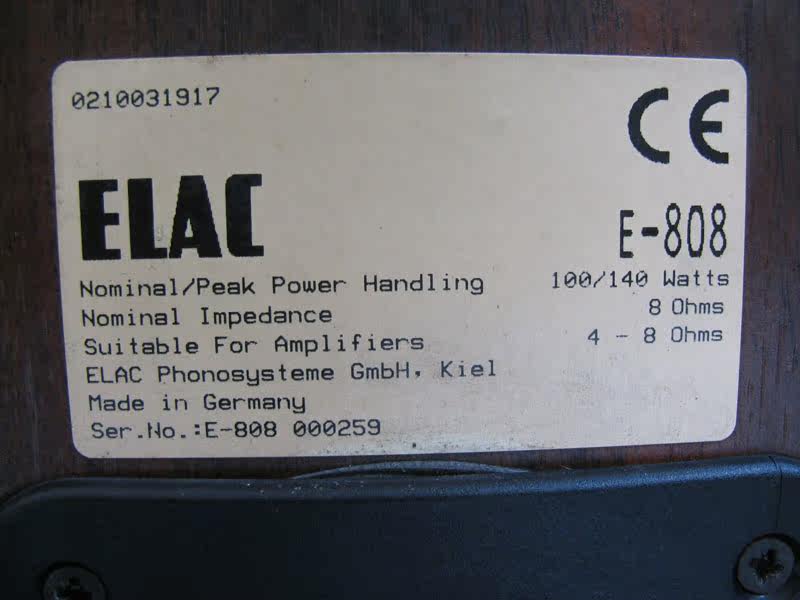 0210031917
CE
ELAC
E-808
Nominal/Peak Power Handling 100/140 Watts
Nominal Impedance 8 Ohms
Suitable For Amplifiers 4 - 8 Ohms
ELAC Phonosysteme GmbH, Kiel
Made in Germany
Ser.No.:E-808 000259